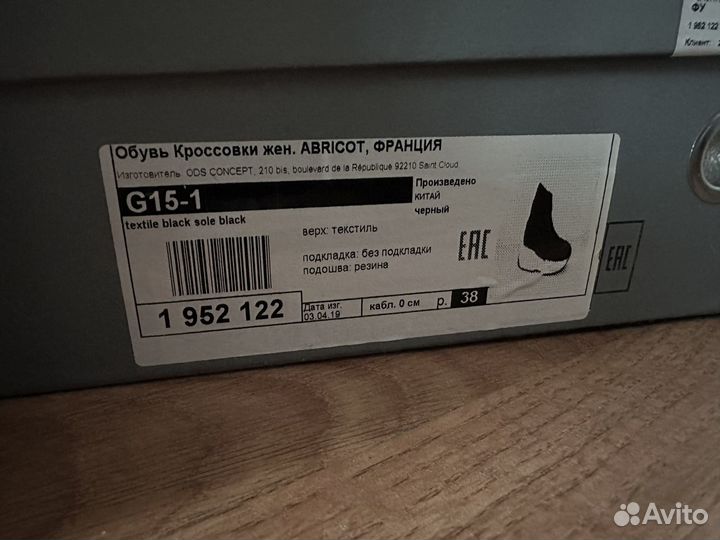 ФУ
1 952 122
Клиент:
Обувь Кроссовки жен. ABRICOT, ФРАНЦИЯ
Изготовитель ODS CONCEPT, 210 bis, boulevard de la République 92210 Saint Cloud,
G15-1
textile black sole black
Произведено
КИТАЙ
черный
верх: текстиль
подкладка: без подкладки
подошва: резина
EAC
EAC
1 952 122
Дата изг.
03.04.19
кабл. 0 см
р. 38
Avito